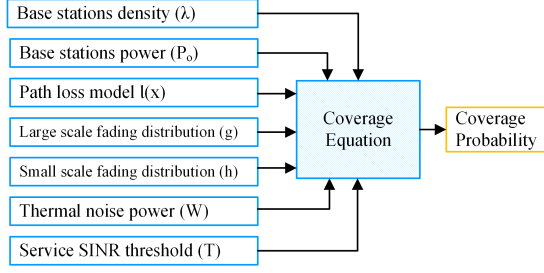 Base stations density (λ)
Base stations power (Pₒ)
Path loss model l(x)
Large scale fading distribution (g)
Small scale fading distribution (h)
Thermal noise power (W)
Service SINR threshold (T)
Coverage
Equation
Coverage
Probability